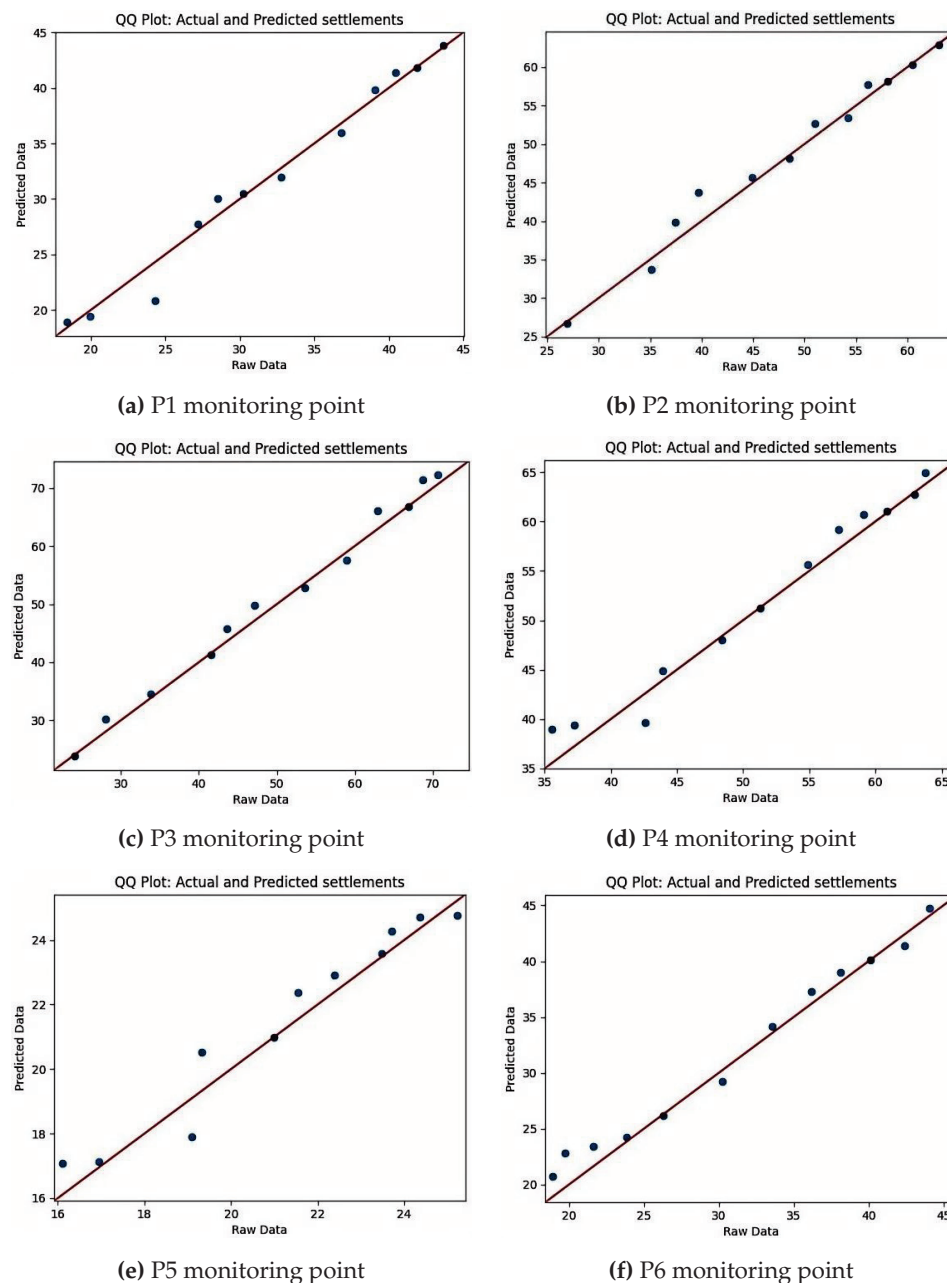 QQ Plot: Actual and Predicted settlements
45
40
35
30
25
20
Predicted Data
20 25 30 35 40 45
Raw Data
(a) P1 monitoring point
QQ Plot: Actual and Predicted settlements
60
55
50
45
40
35
30
25
Predicted Data
25 30 35 40 45 50 55 60
Raw Data
(b) P2 monitoring point
QQ Plot: Actual and Predicted settlements
70
60
50
40
30
Predicted Data
30 40 50 60 70
Raw Data
(c) P3 monitoring point
QQ Plot: Actual and Predicted settlements
65
60
55
50
45
40
35
Predicted Data
35 40 45 50 55 60 65
Raw Data
(d) P4 monitoring point
QQ Plot: Actual and Predicted settlements
24
22
20
18
16
Predicted Data
16 18 20 22 24
Raw Data
(e) P5 monitoring point
QQ Plot: Actual and Predicted settlements
45
40
35
30
25
20
Predicted Data
20 25 30 35 40 45
Raw Data
(f) P6 monitoring point